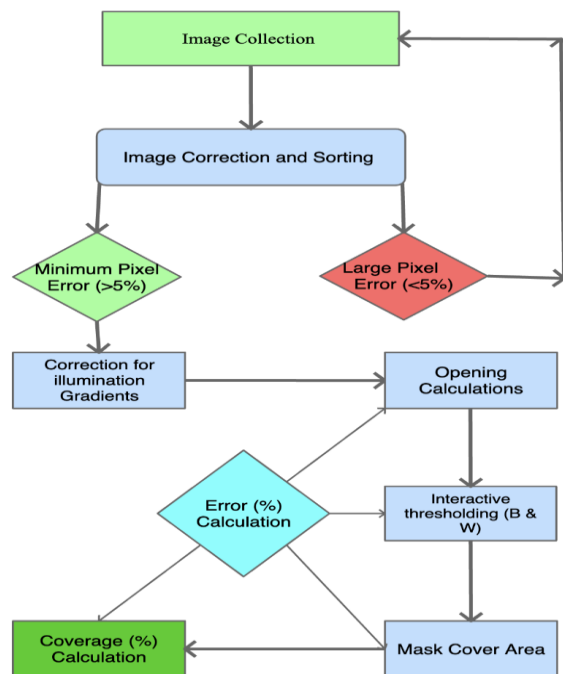 Image Collection
Image Correction and Sorting
Minimum Pixel
Error (>5%)
Large Pixel
Error (<5%)
Correction for
illumination
Gradients
Opening
Calculations
Error (%)
Calculation
Interactive
thresholding (B &
W)
Coverage (%)
Calculation
Mask Cover Area